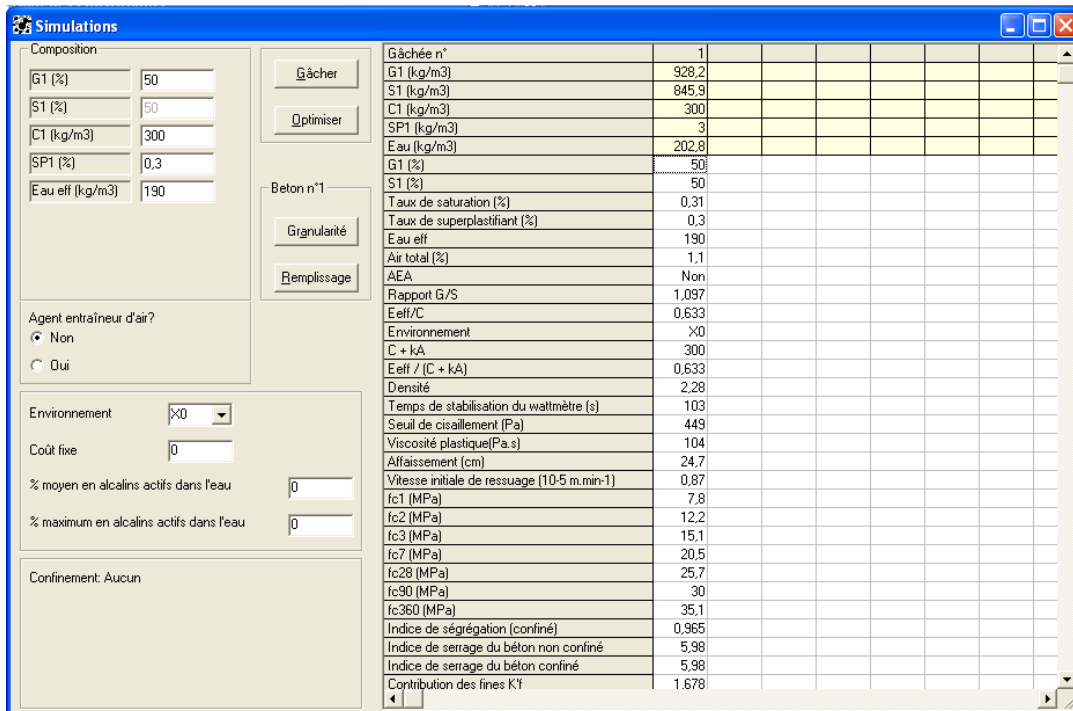 Simulations
Composition
G1 (%) 50
S1 (%) 50
C1 (kg/m3) 300
SP1 (%) 0,3
Eau eff (kg/m3) 190
Gâcher
Optimiser
Beton n°1
Granularité
Remplissage
Agent entraîneur d'air?
Non
Oui
Environnement X0
Coût fixe 0
% moyen en alcalins actifs dans l'eau 0
% maximum en alcalins actifs dans l'eau 0
Confinement: Aucun
Gâchée n° 1
G1 (kg/m3) 928,2
S1 (kg/m3) 845,9
C1 (kg/m3) 300
SP1 (kg/m3) 3
Eau (kg/m3) 202,8
G1 (%) 50
S1 (%) 50
Taux de saturation (%) 0,31
Taux de superplastifiant (%) 0,3
Eau eff 190
Air total (%) 1,1
AEA Non
Rapport G/S 1,097
Eeff/C 0,633
Environnement X0
C + kA 300
Eeff / (C + kA) 0,633
Densité 2,28
Temps de stabilisation du wattmètre (s) 103
Seuil de cisaillement (Pa) 449
Viscosité plastique(Pa.s) 104
Affaissement (cm) 24,7
Vitesse initiale de ressuage (10-5 m.min-1) 0,87
fc1 (MPa) 7,8
fc2 (MPa) 12,2
fc3 (MPa) 15,1
fc7 (MPa) 20,5
fc28 (MPa) 25,7
fc90 (MPa) 30
fc360 (MPa) 35,1
Indice de ségrégation (confiné) 0,965
Indice de serrage du béton non confiné 5,98
Indice de serrage du béton confiné 5,98
Contribution des fines K'f 1,678